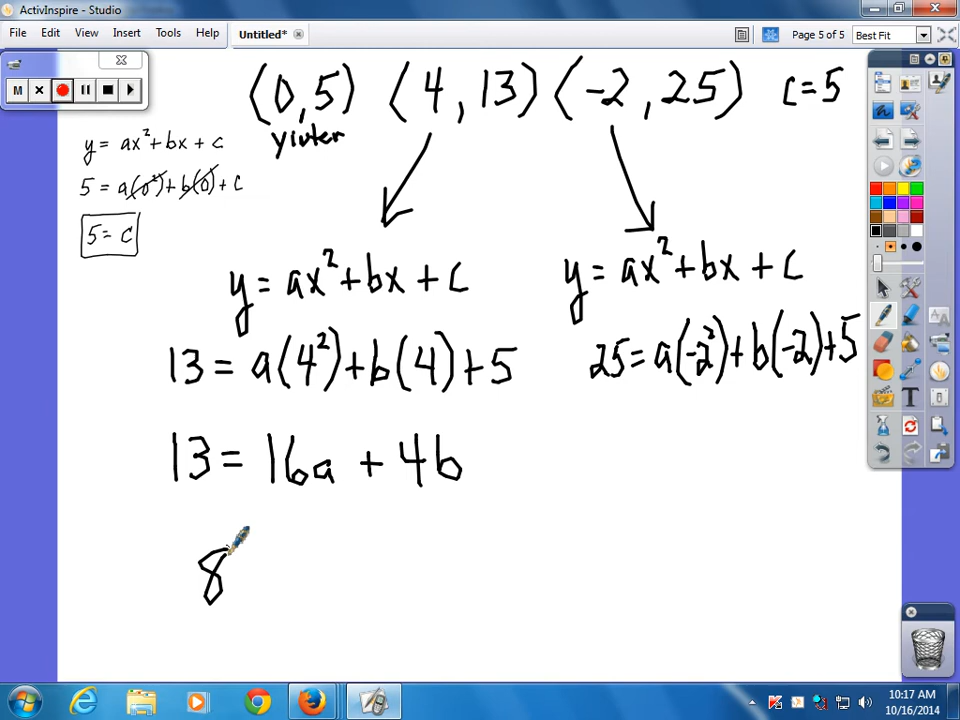 ActivInspire - Studio
File Edit View Insert Tools Help Untitled* Page 5 of 5 Best Fit
M
(0,5) (4,13) (-2,25) c=5
yinter
y = ax²+bx+c
5 = a(0²)+b(0)+c
5=c
y = ax²+bx+c
y = ax²+bx+c
13 = a(4²)+b(4)+5
25=a(-2²)+b(-2)+5
13 = 16a + 4b
8
10:17 AM
10/16/2014